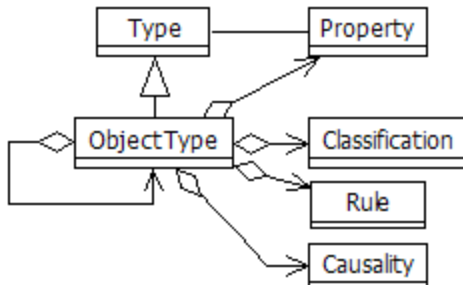 Type
Property
ObjectType
Classification
Rule
Causality